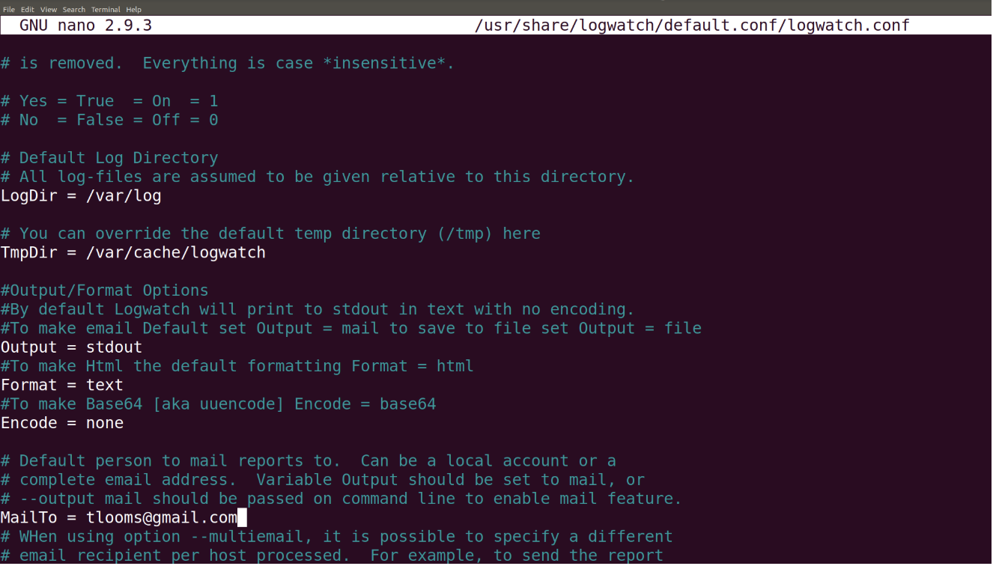 File Edit View Search Terminal Help
GNU nano 2.9.3 /usr/share/logwatch/default.conf/logwatch.conf
# is removed.  Everything is case *insensitive*.
# Yes = True  = On  = 1
# No  = False = Off = 0
# Default Log Directory
# All log-files are assumed to be given relative to this directory.
LogDir = /var/log
# You can override the default temp directory (/tmp) here
TmpDir = /var/cache/logwatch
#Output/Format Options
#By default Logwatch will print to stdout in text with no encoding.
#To make email Default set Output = mail to save to file set Output = file
Output = stdout
#To make Html the default formatting Format = html
Format = text
#To make Base64 [aka uuencode] Encode = base64
Encode = none
# Default person to mail reports to.  Can be a local account or a
# complete email address.  Variable Output should be set to mail, or
# --output mail should be passed on command line to enable mail feature.
MailTo = tlooms@gmail.com
# WHen using option --multiemail, it is possible to specify a different
# email recipient per host processed.  For example, to send the report